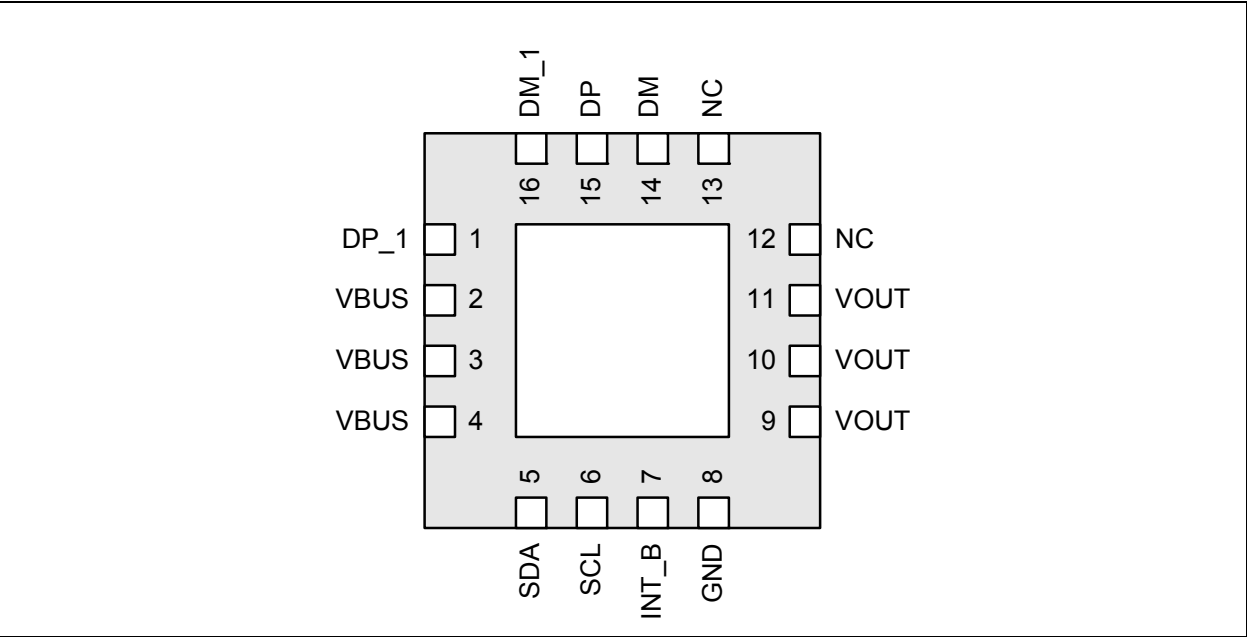 DM_1 DP DM NC
16 15 14 13
DP_1 1 12 NC
VBUS 2 11 VOUT
VBUS 3 10 VOUT
VBUS 4 9 VOUT
5 6 7 8
SDA SCL INT_B GND